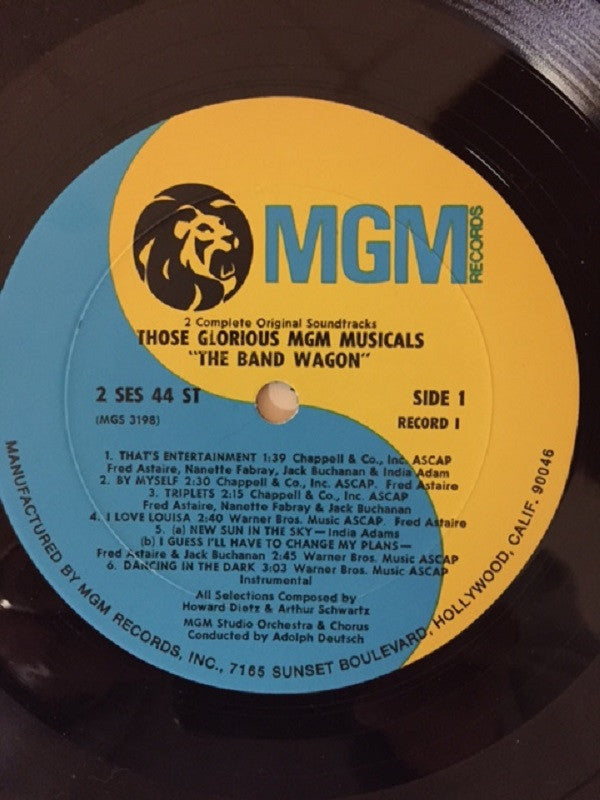 MGM RECORDS
2 Complete Original Soundtracks
THOSE GLORIOUS MGM MUSICALS
"THE BAND WAGON"
2 SES 44 ST
SIDE 1
(MGS 3198)
RECORD I
1. THAT'S ENTERTAINMENT 1:39 Chappell & Co., Inc. ASCAP
Fred Astaire, Nanette Fabray, Jack Buchanan & India Adam
2. BY MYSELF 2:30 Chappell & Co., Inc. ASCAP. Fred Astaire
3. TRIPLETS 2:15 Chappell & Co., Inc. ASCAP
Fred Astaire, Nanette Fabray & Jack Buchanan
4. I LOVE LOUISA 2:40 Warner Bros. Music ASCAP. Fred Astaire
5. (a) NEW SUN IN THE SKY—India Adams
(b) I GUESS I'LL HAVE TO CHANGE MY PLANS—
Fred Astaire & Jack Buchanan 2:45 Warner Bros. Music ASCAP
6. DANCING IN THE DARK 3:03 Warner Bros. Music ASCAP
Instrumental
All Selections Composed by
Howard Dietz & Arthur Schwartz
MGM Studio Orchestra & Chorus
Conducted by Adolph Deutsch
MANUFACTURED BY MGM RECORDS, INC., 7165 SUNSET BOULEVARD, HOLLYWOOD, CALIF. 90046